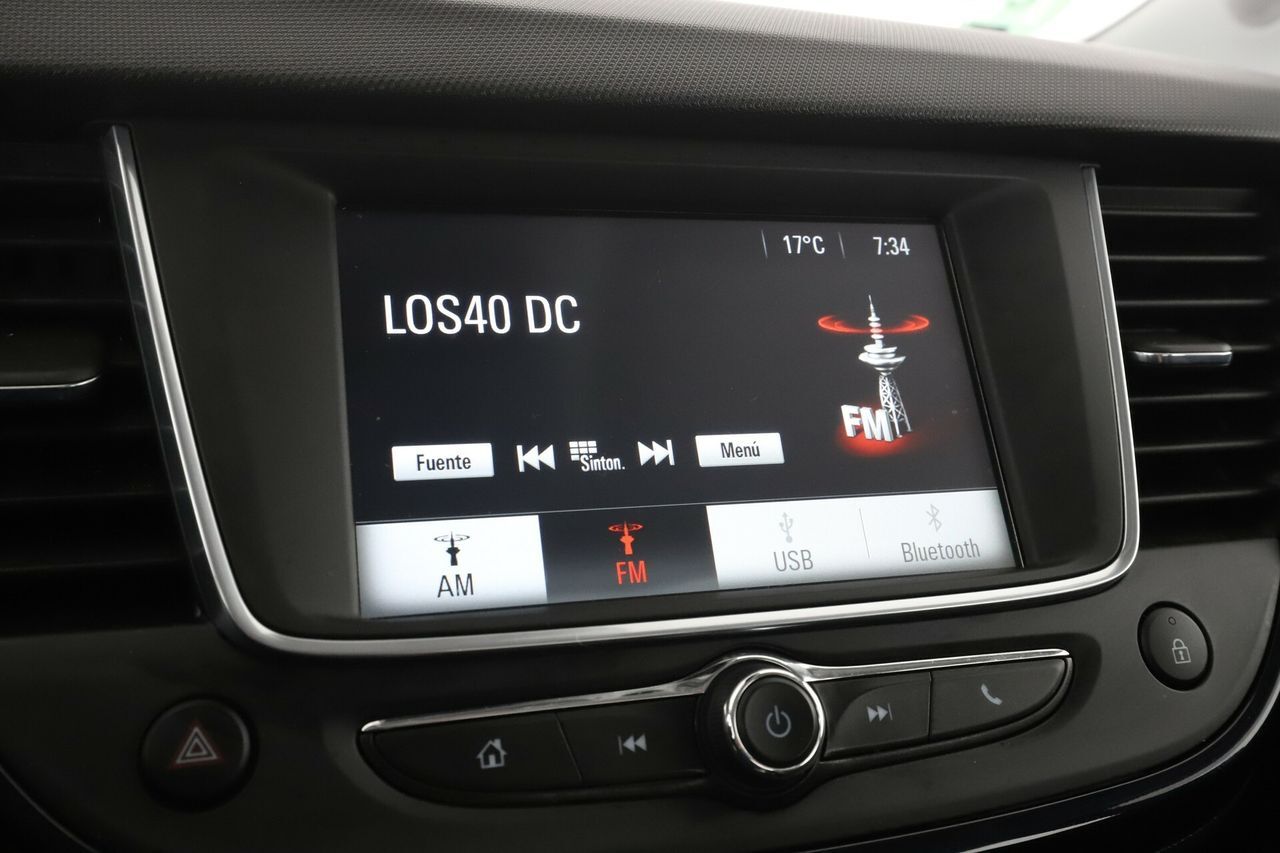 17°C 7:34
LOS40 DC
FM
Fuente Sinton. Menú
AM FM USB Bluetooth